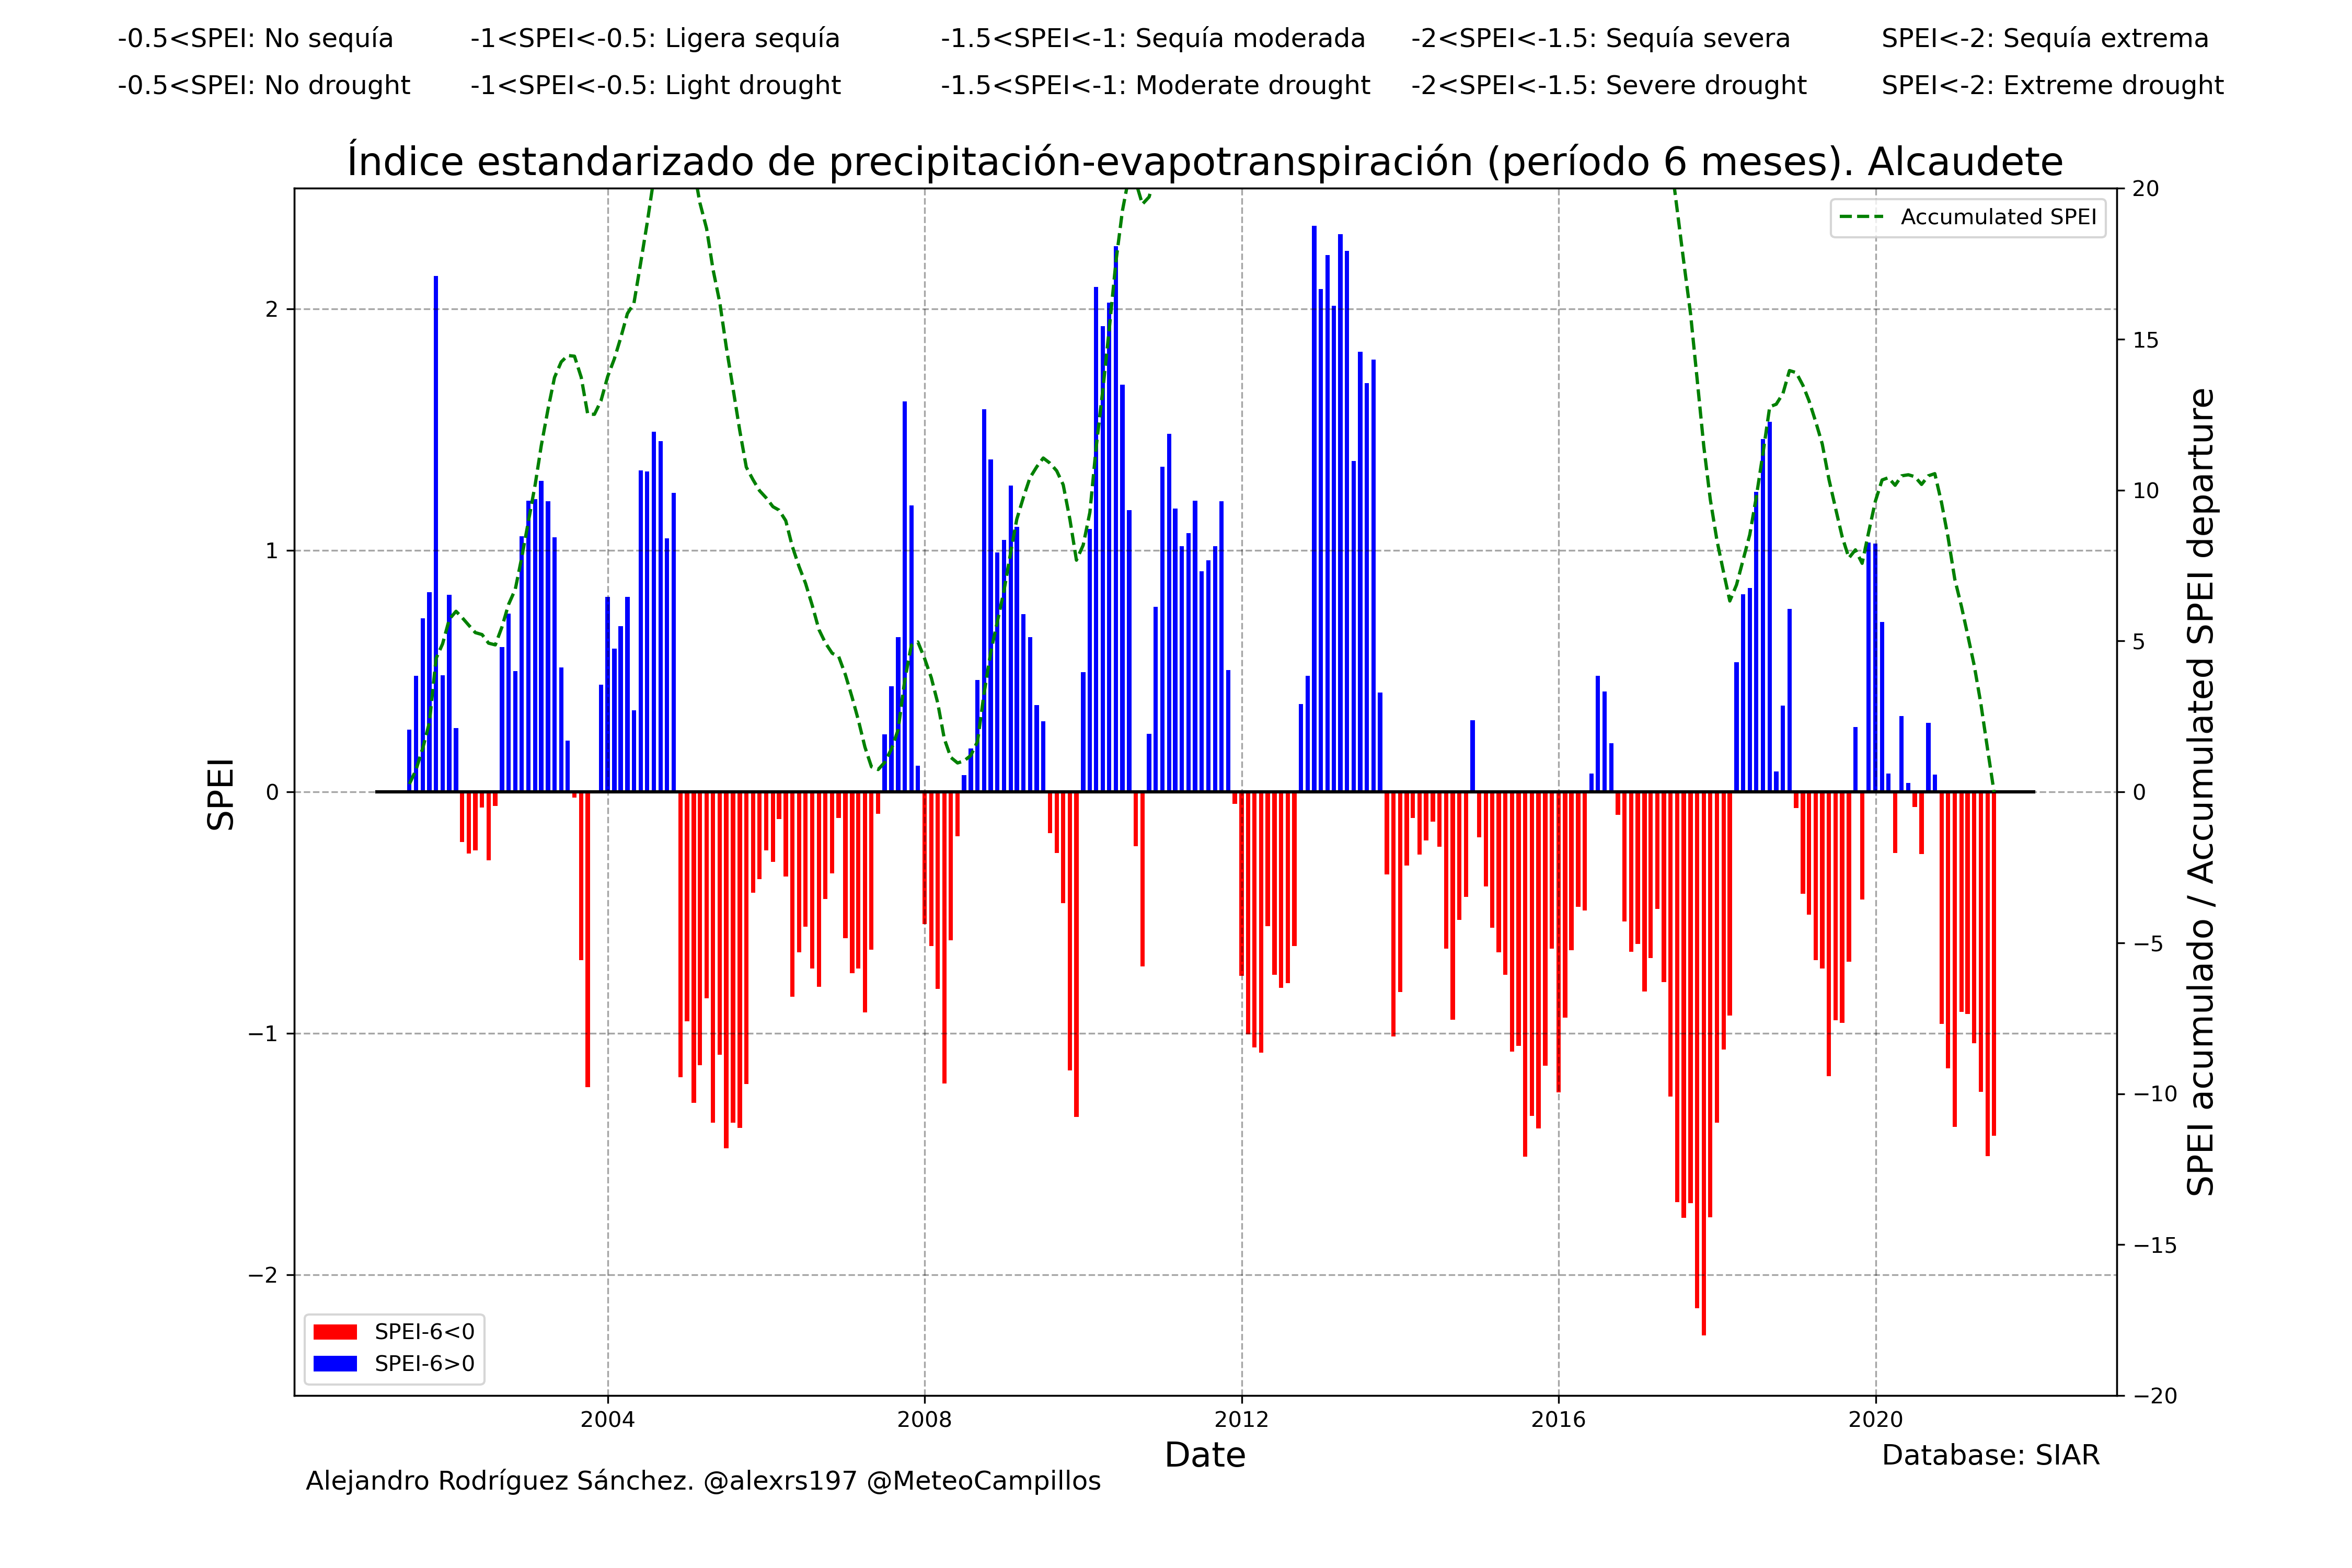 -0.5<SPEI: No sequía -1<SPEI<-0.5: Ligera sequía -1.5<SPEI<-1: Sequía moderada -2<SPEI<-1.5: Sequía severa SPEI<-2: Sequía extrema
-0.5<SPEI: No drought -1<SPEI<-0.5: Light drought -1.5<SPEI<-1: Moderate drought -2<SPEI<-1.5: Severe drought SPEI<-2: Extreme drought
Índice estandarizado de precipitación-evapotranspiración (período 6 meses). Alcaudete
Accumulated SPEI
SPEI
2
1
0
−1
−2
20
15
10
5
0
−5
−10
−15
−20
SPEI acumulado / Accumulated SPEI departure
SPEI-6<0
SPEI-6>0
2004 2008 2012 2016 2020
Date
Database: SIAR
Alejandro Rodríguez Sánchez. @alexrs197 @MeteoCampillos